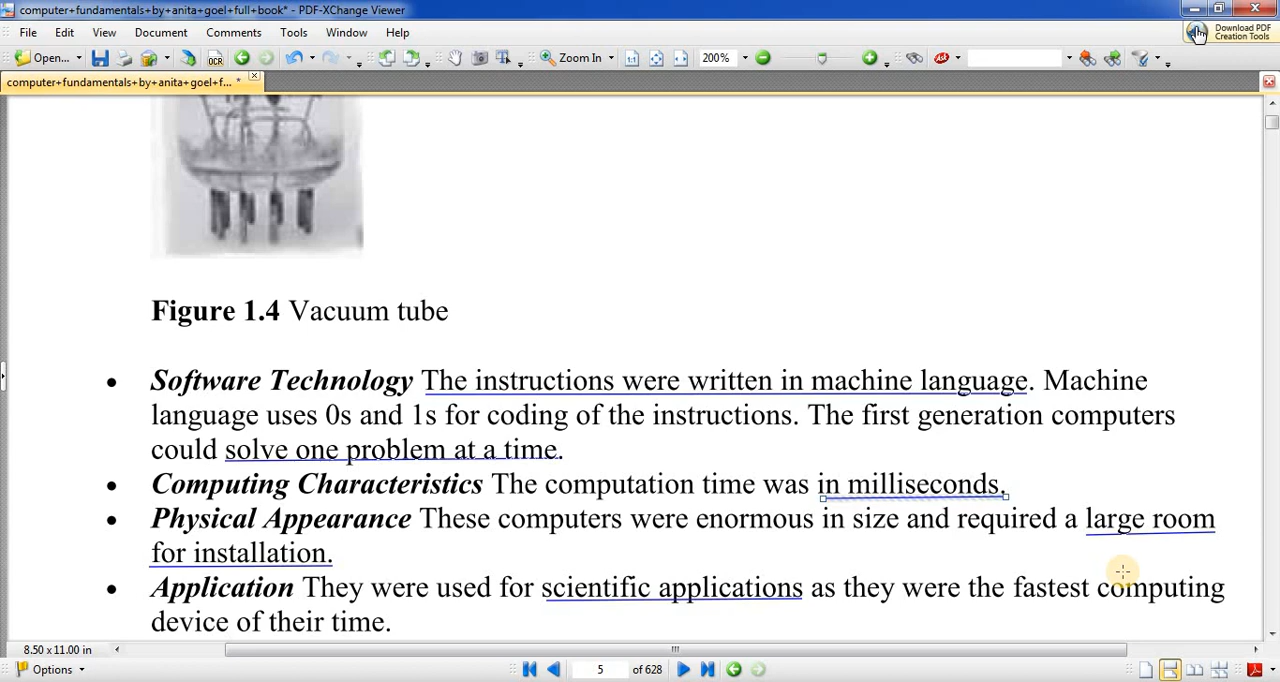 computer+fundamentals+by+anita+goel+full+book* - PDF-XChange Viewer
File Edit View Document Comments Tools Window Help
Download PDF
Creation Tools
Open... OCR Zoom In 200%
computer+fundamentals+by+anita+goel+f... *
Figure 1.4 Vacuum tube
• Software Technology The instructions were written in machine language. Machine
language uses 0s and 1s for coding of the instructions. The first generation computers
could solve one problem at a time.
• Computing Characteristics The computation time was in milliseconds.
• Physical Appearance These computers were enormous in size and required a large room
for installation.
• Application They were used for scientific applications as they were the fastest computing
device of their time.
8.50 x 11.00 in
Options 5 of 628